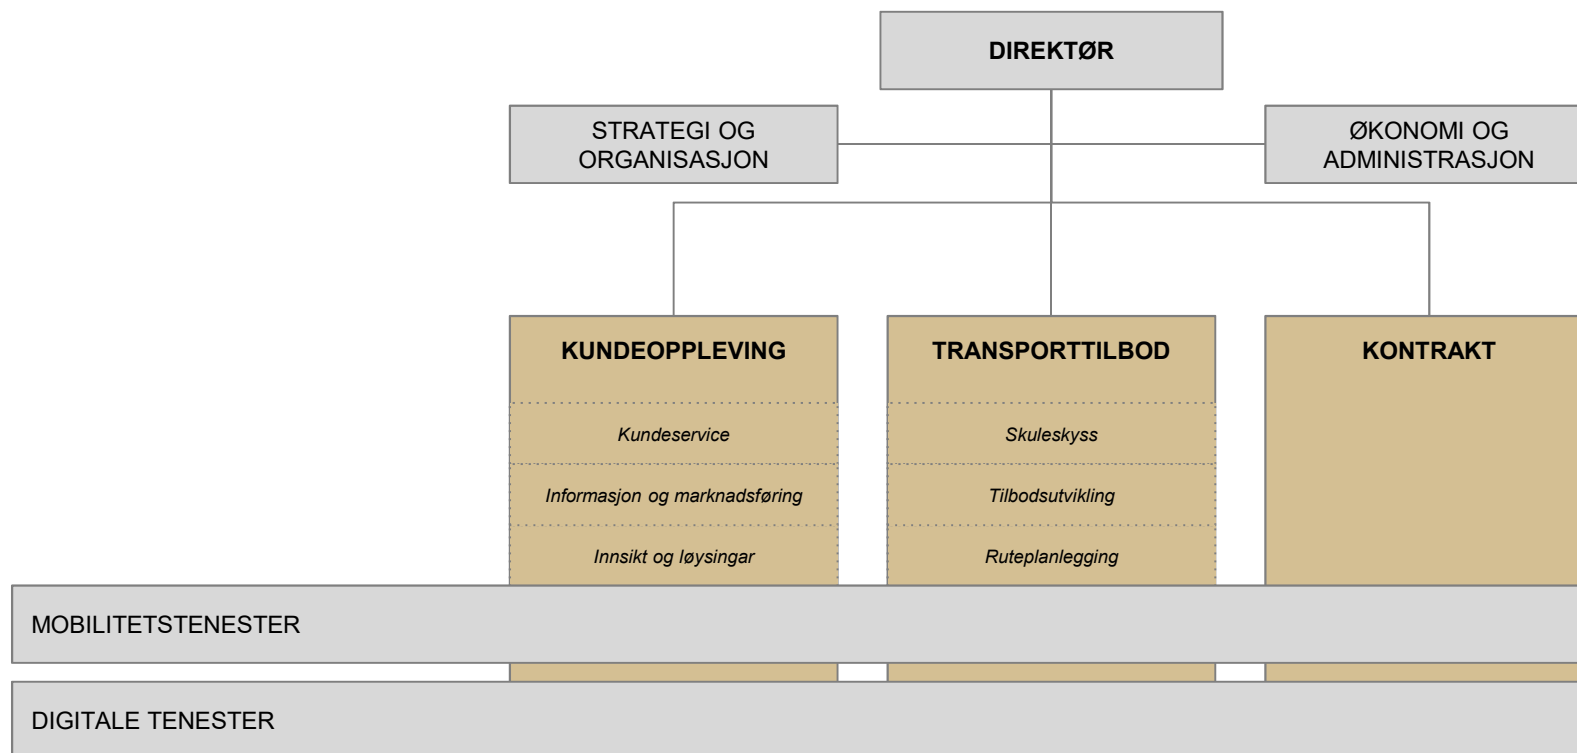 DIREKTØR
STRATEGI OG
ORGANISASJON
ØKONOMI OG
ADMINISTRASJON
KUNDEOPPLEVING
Kundeservice
Informasjon og marknadsføring
Innsikt og løysingar
TRANSPORTTILBOD
Skuleskyss
Tilbodsutvikling
Ruteplanlegging
KONTRAKT
MOBILITETSTENESTER
DIGITALE TENESTER